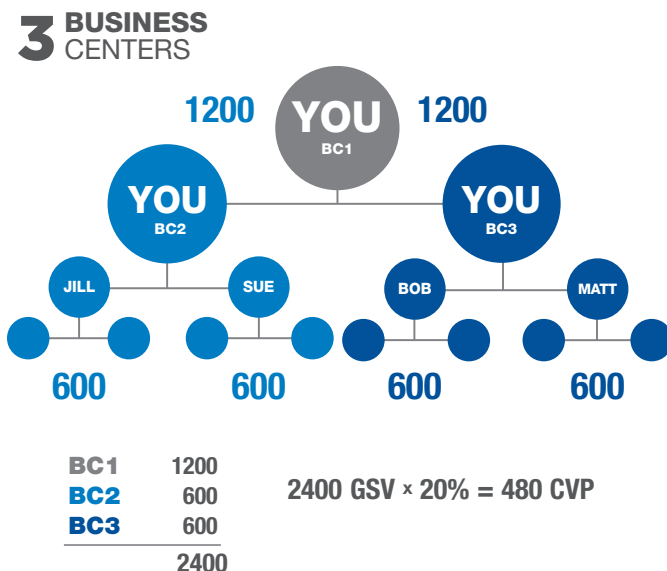 3 BUSINESS
CENTERS
1200 YOU 1200
BC1
YOU YOU
BC2 BC3
JILL SUE BOB MATT
600 600 600 600
BC1 1200
BC2 600
BC3 600
2400
2400 GSV x 20% = 480 CVP